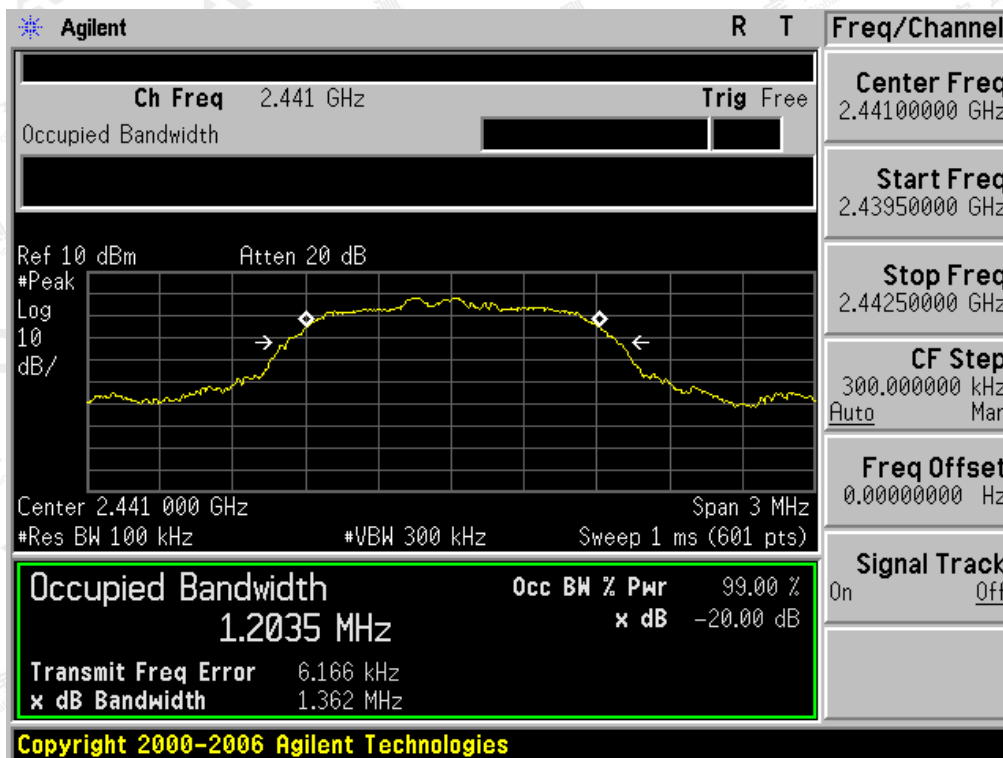 Agilent R T
Freq/Channel
Ch Freq 2.441 GHz Trig Free
Occupied Bandwidth
Center Freq
2.44100000 GHz
Start Freq
2.43950000 GHz
Stop Freq
2.44250000 GHz
CF Step
300.000000 kHz
Auto Man
Freq Offset
0.00000000 Hz
Signal Track
On Off
Ref 10 dBm Atten 20 dB
#Peak
Log
10
dB/
Center 2.441 000 GHz Span 3 MHz
#Res BW 100 kHz #VBW 300 kHz Sweep 1 ms (601 pts)
Occupied Bandwidth Occ BW % Pwr 99.00 %
1.2035 MHz x dB -20.00 dB
Transmit Freq Error 6.166 kHz
x dB Bandwidth 1.362 MHz
Copyright 2000-2006 Agilent Technologies